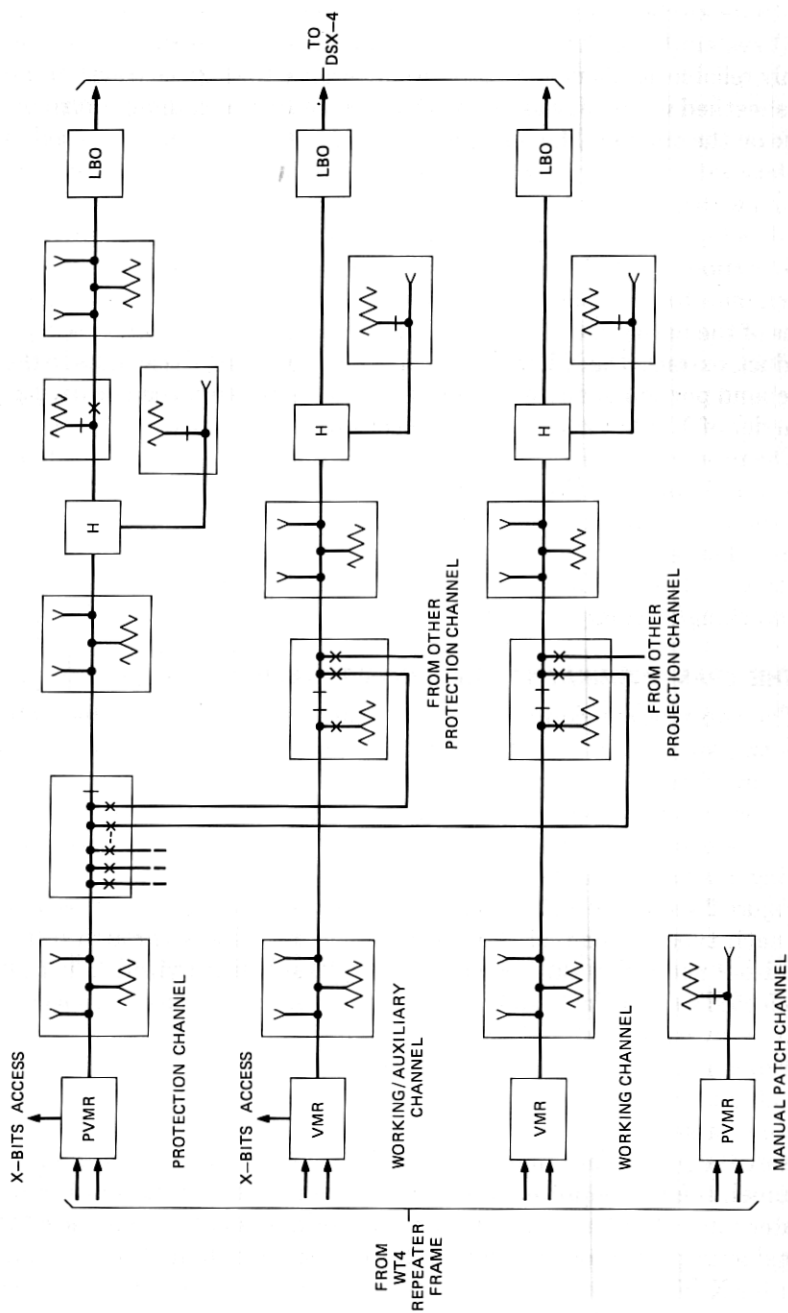 FROM
WT4
REPEATER
FRAME
X-BITS ACCESS
PVMR
PROTECTION CHANNEL
H
LBO
X-BITS ACCESS
VMR
WORKING/AUXILIARY
CHANNEL
FROM OTHER
PROTECTION CHANNEL
H
LBO
VMR
WORKING CHANNEL
FROM OTHER
PROJECTION CHANNEL
H
LBO
PVMR
MANUAL PATCH CHANNEL
TO
DSX-4